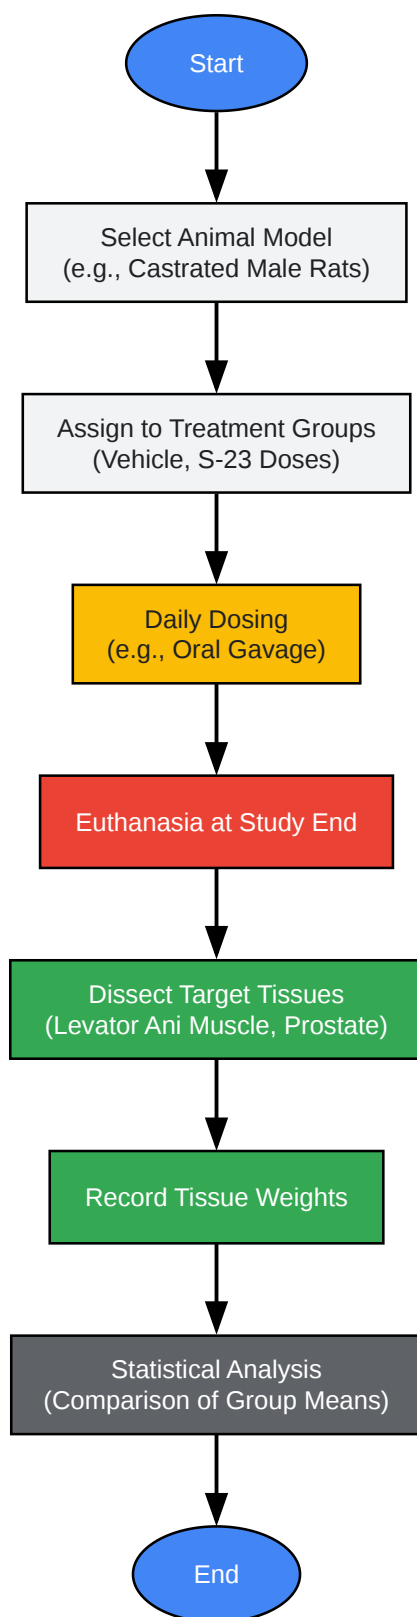 Start
Select Animal Model
(e.g., Castrated Male Rats)
Assign to Treatment Groups
(Vehicle, S-23 Doses)
Daily Dosing
(e.g., Oral Gavage)
Euthanasia at Study End
Dissect Target Tissues
(Levator Ani Muscle, Prostate)
Record Tissue Weights
Statistical Analysis
(Comparison of Group Means)
End